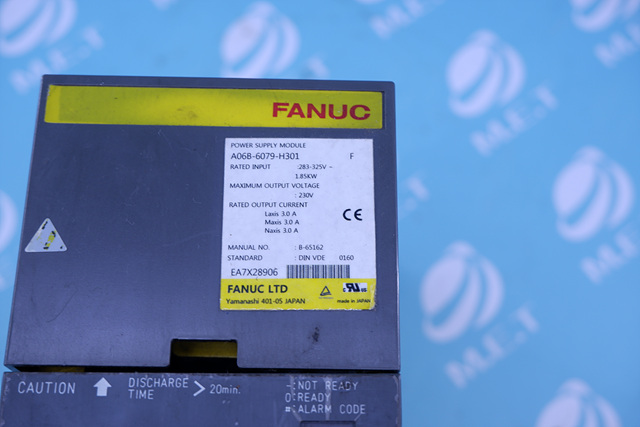 FANUC
POWER SUPPLY MODULE
A06B-6079-H301 F
RATED INPUT :283-325V ~
1.85KW
MAXIMUM OUTPUT VOLTAGE
: 230V
RATED OUTPUT CURRENT
Laxis 3.0 A
Maxis 3.0 A
Naxis 3.0 A
CE
MANUAL NO. : B-65162
STANDARD : DIN VDE 0160
EA7X28906
FANUC LTD
Yamanashi 401-05 JAPAN
made in JAPAN
CAUTION
DISCHARGE TIME > 20min.
-:NOT READY
0:READY
≡:ALARM CODE
M.E.T
M.E.T
M.E.T
M.E.T